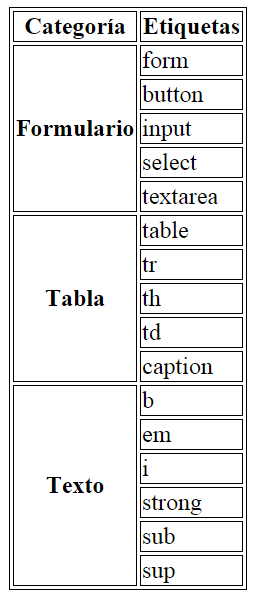 Categoría Etiquetas
Formulario
form
button
input
select
textarea
Tabla
table
tr
th
td
caption
Texto
b
em
i
strong
sub
sup